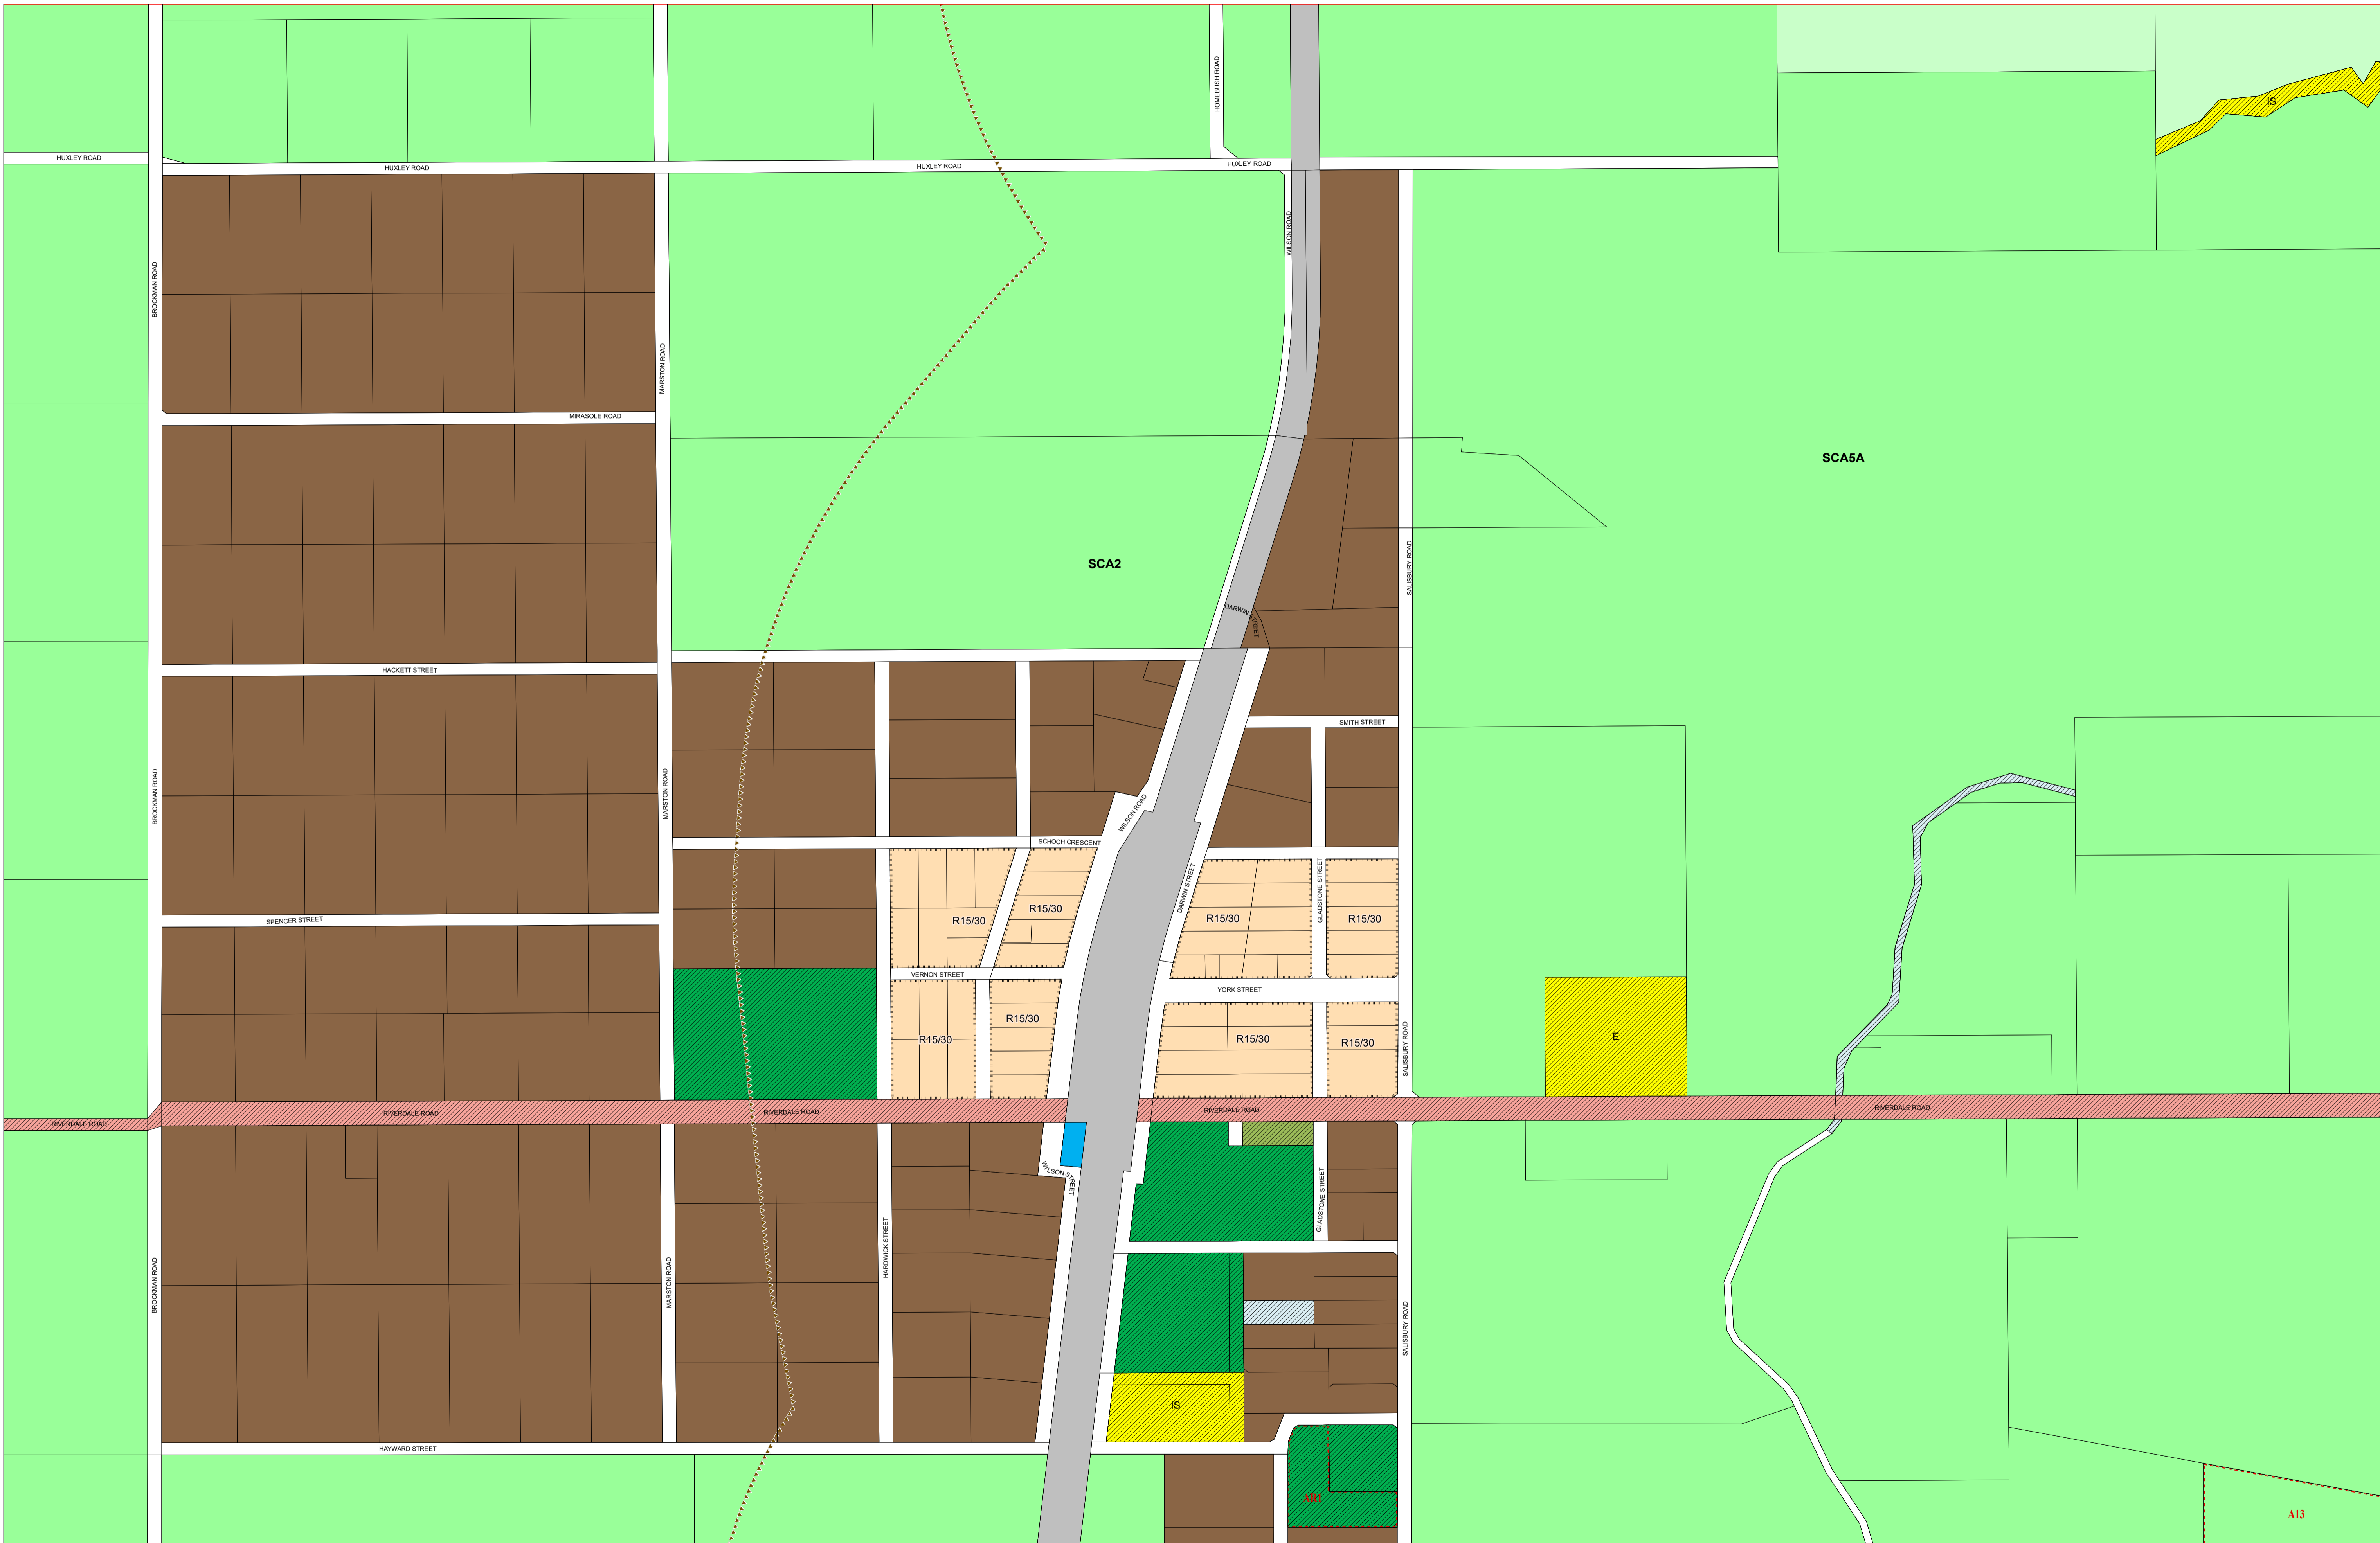 HOMEBUSH ROAD
IS
HUXLEY ROAD
HUXLEY ROAD
HUXLEY ROAD
HUXLEY ROAD
WILSON ROAD
BROCKMAN ROAD
MARSTON ROAD
MIRASOLE ROAD
SCA5A
SCA2
SALISBURY ROAD
DARWIN STREET
HACKETT STREET
SMITH STREET
BROCKMAN ROAD
MARSTON ROAD
WILSON ROAD
SCHOCH CRESCENT
DARWIN STREET
GLADSTONE STREET
R15/30
R15/30
R15/30
R15/30
SPENCER STREET
VERNON STREET
YORK STREET
R15/30
R15/30
R15/30
R15/30
SALISBURY ROAD
E
RIVERDALE ROAD
RIVERDALE ROAD
RIVERDALE ROAD
RIVERDALE ROAD
RIVERDALE ROAD
WILSON STREET
GLADSTONE STREET
HARDWICK STREET
BROCKMAN ROAD
MARSTON ROAD
SALISBURY ROAD
IS
HAYWARD STREET
AR1
A13